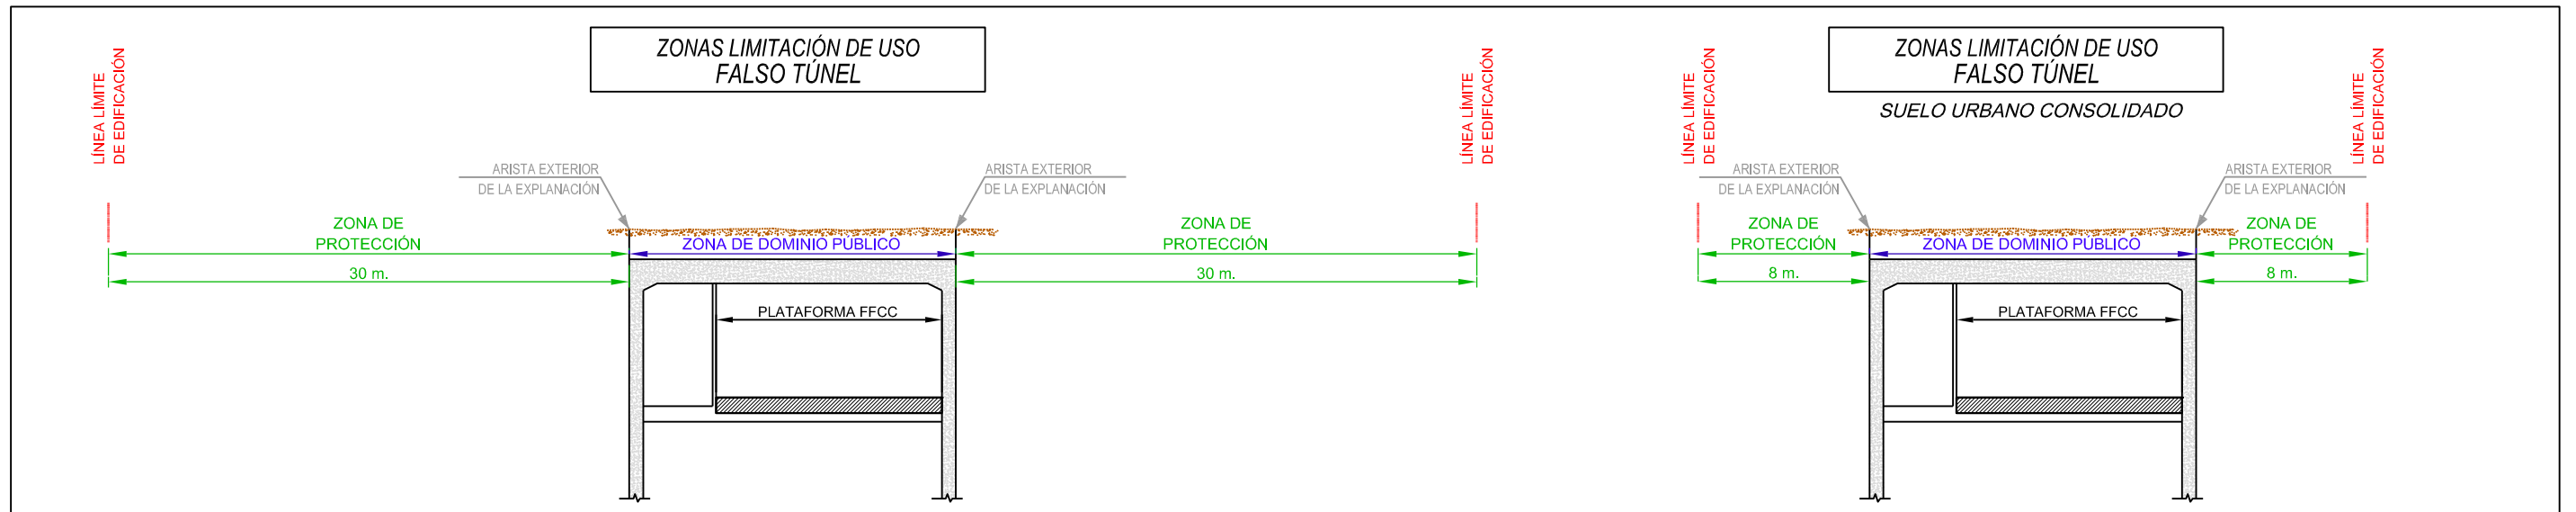 ZONAS LIMITACIÓN DE USO
FALSO TÚNEL
LÍNEA LÍMITE
DE EDIFICACIÓN
ARISTA EXTERIOR
DE LA EXPLANACIÓN
ARISTA EXTERIOR
DE LA EXPLANACIÓN
LÍNEA LÍMITE
DE EDIFICACIÓN
ZONA DE
PROTECCIÓN
30 m.
ZONA DE DOMINIO PÚBLICO
ZONA DE
PROTECCIÓN
30 m.
PLATAFORMA FFCC
ZONAS LIMITACIÓN DE USO
FALSO TÚNEL
SUELO URBANO CONSOLIDADO
LÍNEA LÍMITE
DE EDIFICACIÓN
ARISTA EXTERIOR
DE LA EXPLANACIÓN
ARISTA EXTERIOR
DE LA EXPLANACIÓN
LÍNEA LÍMITE
DE EDIFICACIÓN
ZONA DE
PROTECCIÓN
8 m.
ZONA DE DOMINIO PÚBLICO
ZONA DE
PROTECCIÓN
8 m.
PLATAFORMA FFCC